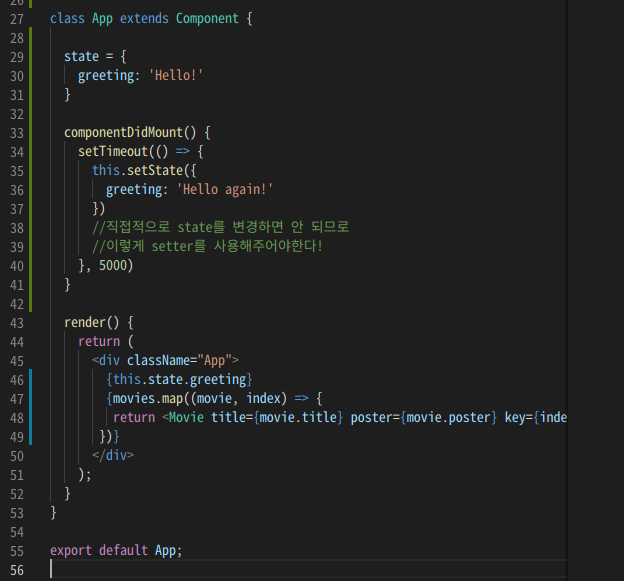 26
27 class App extends Component {
28
29 state = {
30 greeting: 'Hello!'
31 }
32
33 componentDidMount() {
34 setTimeout(() => {
35 this.setState({
36 greeting: 'Hello again!'
37 })
38 //직접적으로 state를 변경하면 안 되므로
39 //이렇게 setter를 사용해주어야한다!
40 }, 5000)
41 }
42
43 render() {
44 return (
45 <div className="App">
46 {this.state.greeting}
47 {movies.map((movie, index) => {
48 return <Movie title={movie.title} poster={movie.poster} key={inde
49 })}
50 </div>
51 );
52 }
53 }
54
55 export default App;
56